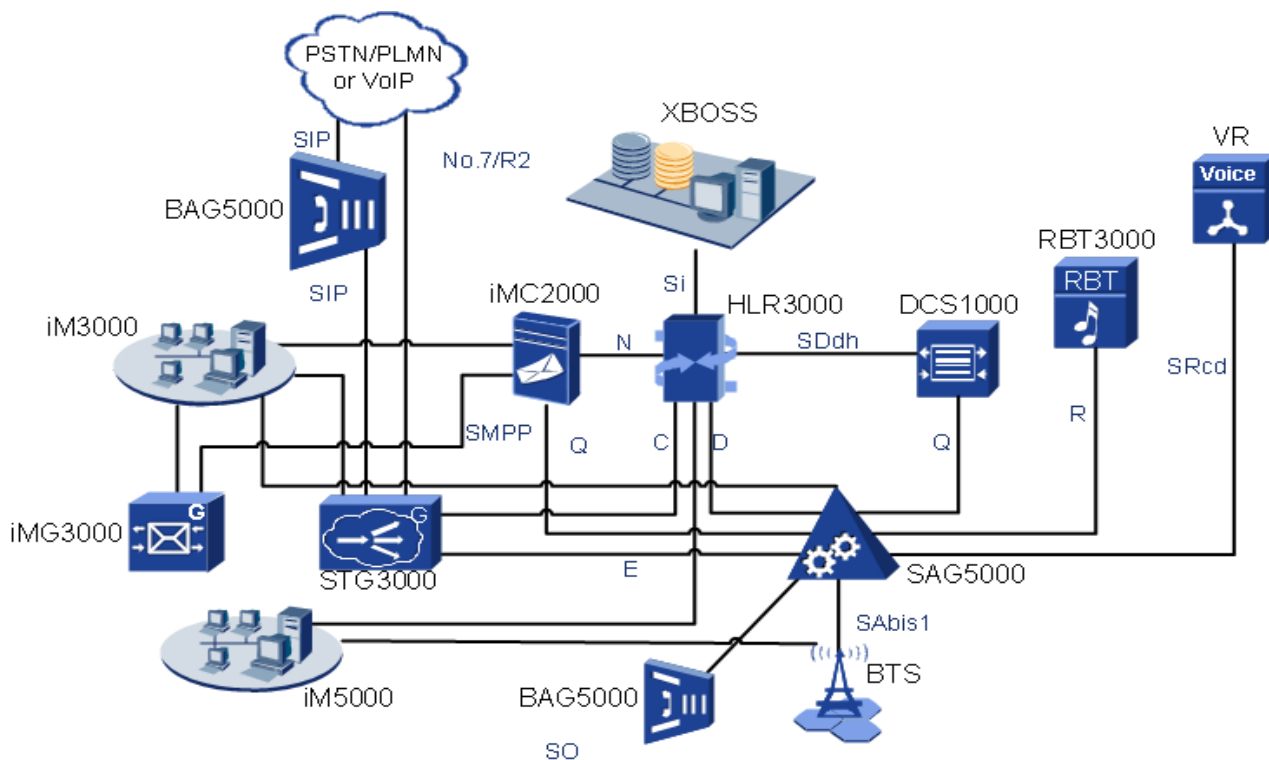 PSTN/PLMN
or VoIP
XBOSS
VR
SIP
No.7/R2
Voice
BAG5000
RBT3000
RBT
SIP
iMC2000
Si
HLR3000
DCS1000
iM3000
N
SDdh
SRcd
SMPP
Q
C
D
Q
R
iMG3000
G
G
STG3000
E
SAG5000
SAbis1
iM5000
BAG5000
BTS
SO